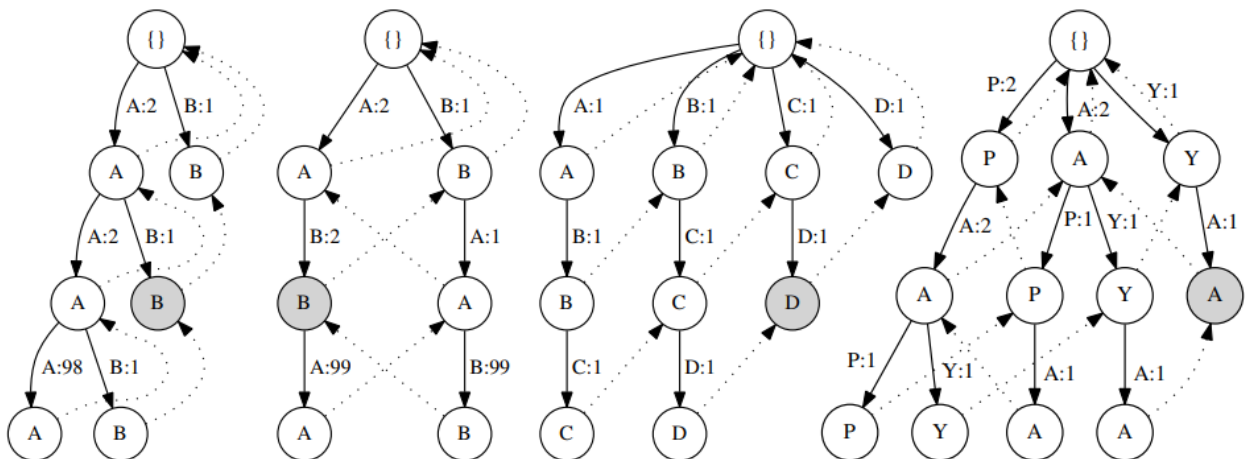 {} {} {} {}
A:2 B:1 A:2 B:1 A:1 B:1 C:1 D:1 P:2 A:2 Y:1
A B A B A B C D P A Y
A:2 B:1 B:2 A:1 B:1 C:1 D:1 A:2 P:1 Y:1 A:1
A B B A B C D A P Y A
A:98 B:1 A:99 B:99 C:1 D:1 P:1 Y:1 A:1 A:1
A B A B C D P Y A A